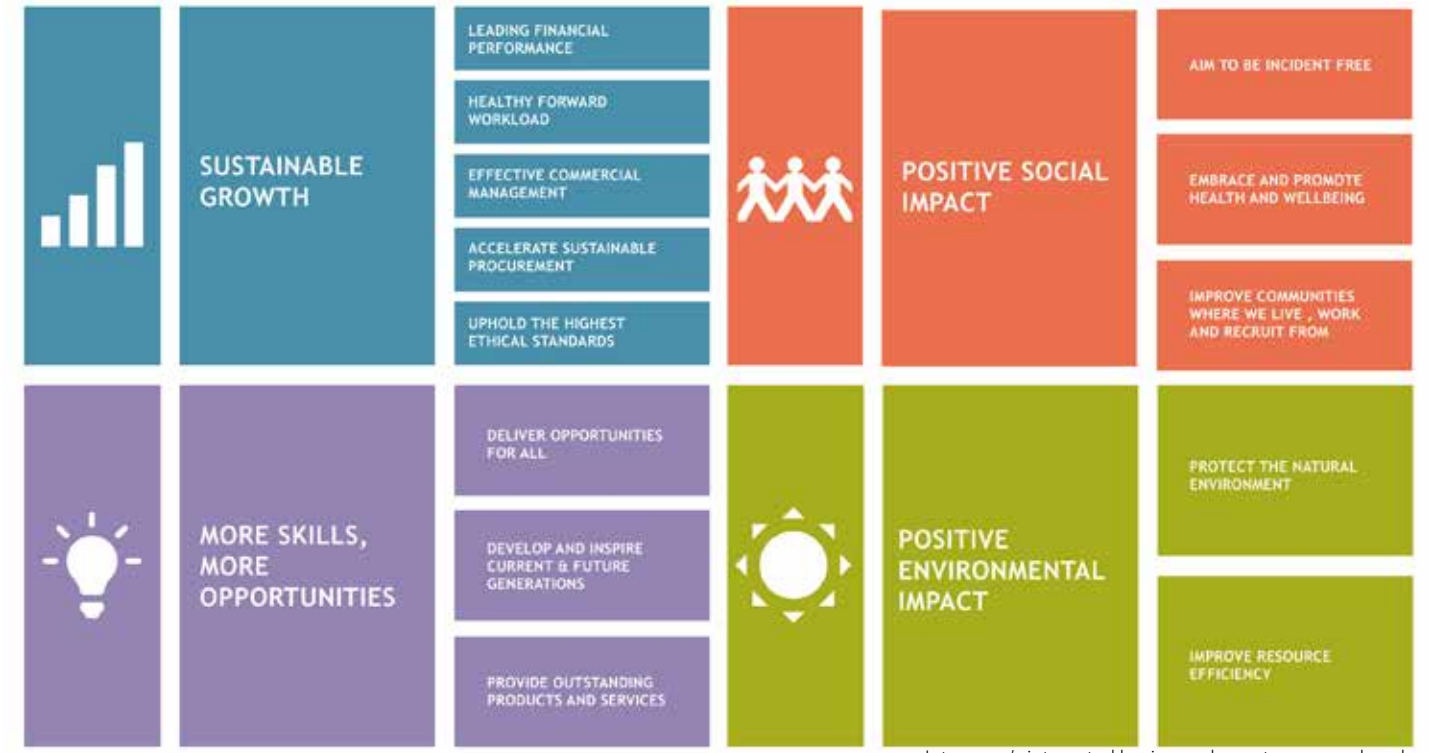 SUSTAINABLE
GROWTH
LEADING FINANCIAL
PERFORMANCE
HEALTHY FORWARD
WORKLOAD
EFFECTIVE COMMERCIAL
MANAGEMENT
ACCELERATE SUSTAINABLE
PROCUREMENT
UPHOLD THE HIGHEST
ETHICAL STANDARDS
POSITIVE SOCIAL
IMPACT
AIM TO BE INCIDENT FREE
EMBRACE AND PROMOTE
HEALTH AND WELLBEING
IMPROVE COMMUNITIES
WHERE WE LIVE , WORK
AND RECRUIT FROM
MORE SKILLS,
MORE
OPPORTUNITIES
DELIVER OPPORTUNITIES
FOR ALL
DEVELOP AND INSPIRE
CURRENT & FUTURE
GENERATIONS
PROVIDE OUTSTANDING
PRODUCTS AND SERVICES
POSITIVE
ENVIRONMENTAL
IMPACT
PROTECT THE NATURAL
ENVIRONMENT
IMPROVE RESOURCE
EFFICIENCY